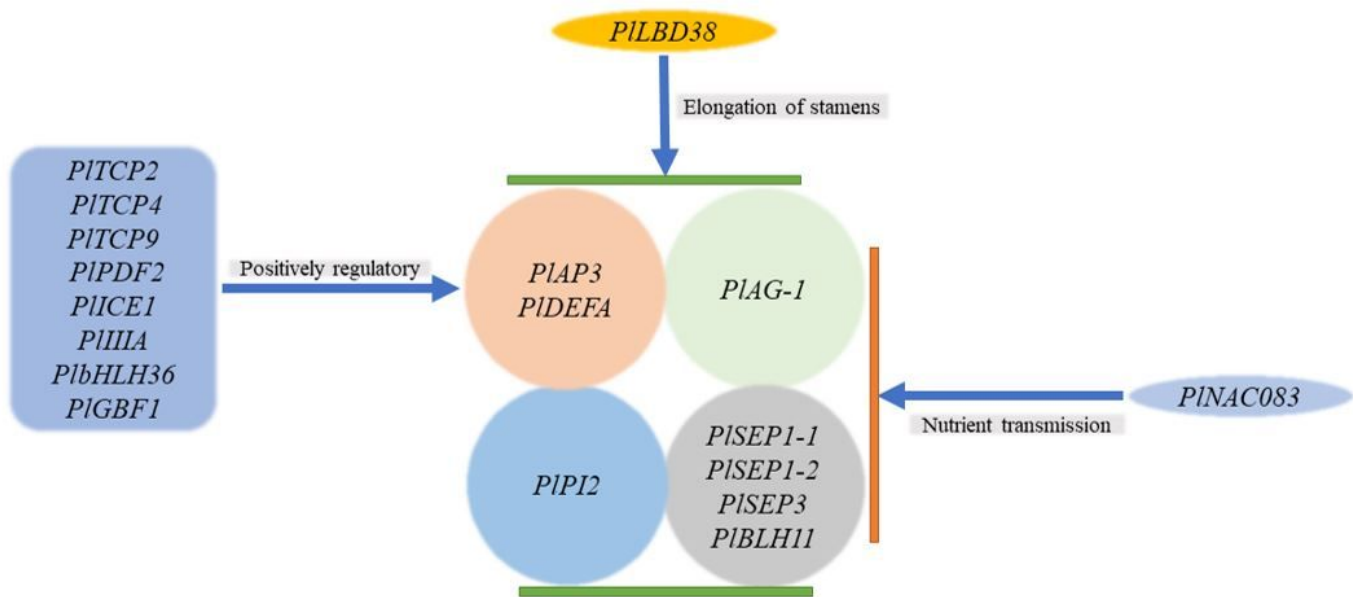 PlLBD38
Elongation of stamens
PlTCP2
PlTCP4
PlTCP9
PlPDF2
PlICE1
PlIIIA
PlbHLH36
PlGBF1
Positively regulatory
PlAP3
PlDEFA
PlAG-1
PlPI2
PlSEP1-1
PlSEP1-2
PlSEP3
PlBLH11
Nutrient transmission
PlNAC083